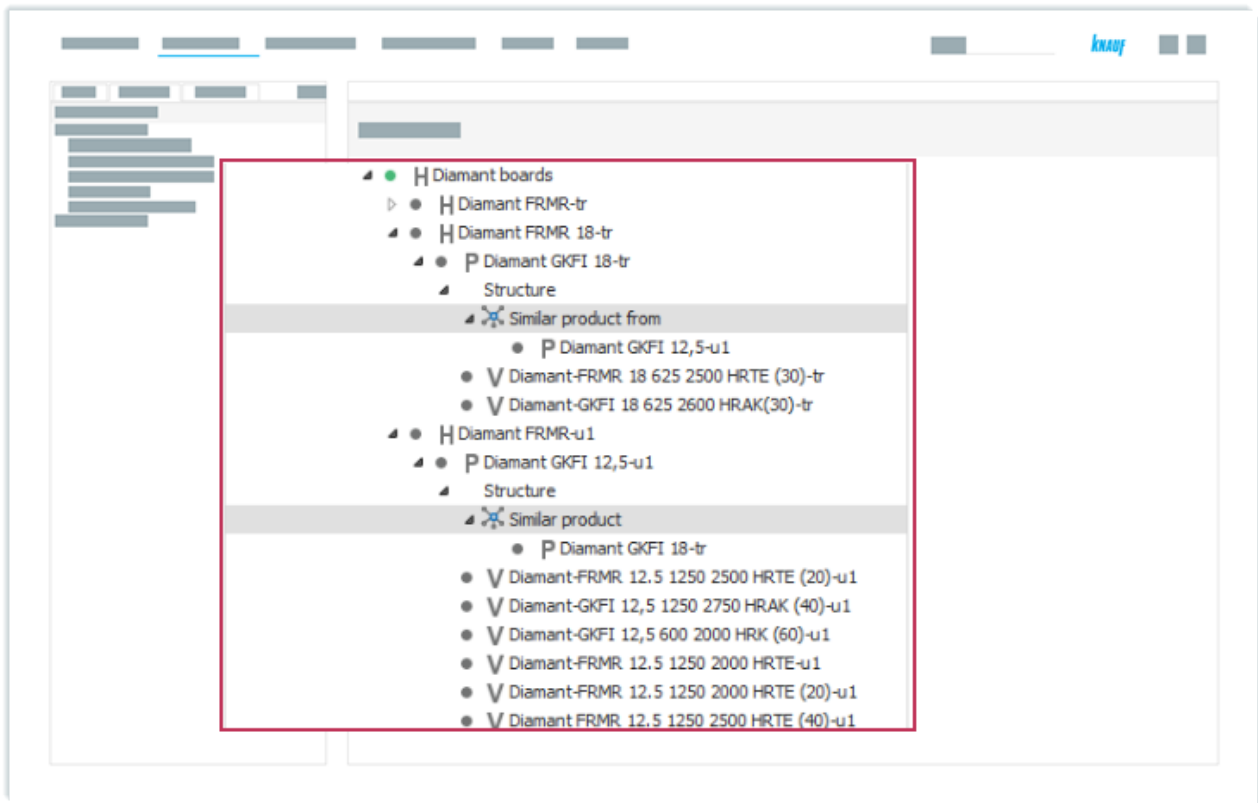 KNAUF
H Diamant boards
H Diamant FRMR-tr
H Diamant FRMR 18-tr
P Diamant GKFI 18-tr
Structure
Similar product from
P Diamant GKFI 12,5-u1
V Diamant-FRMR 18 625 2500 HRTE (30)-tr
V Diamant-GKFI 18 625 2600 HRAK(30)-tr
H Diamant FRMR-u1
P Diamant GKFI 12,5-u1
Structure
Similar product
P Diamant GKFI 18-tr
V Diamant-FRMR 12.5 1250 2500 HRTE (20)-u1
V Diamant-GKFI 12,5 1250 2750 HRAK (40)-u1
V Diamant-GKFI 12,5 600 2000 HRK (60)-u1
V Diamant-FRMR 12.5 1250 2000 HRTE-u1
V Diamant-FRMR 12.5 1250 2000 HRTE (20)-u1
V Diamant FRMR 12.5 1250 2500 HRTE (40)-u1